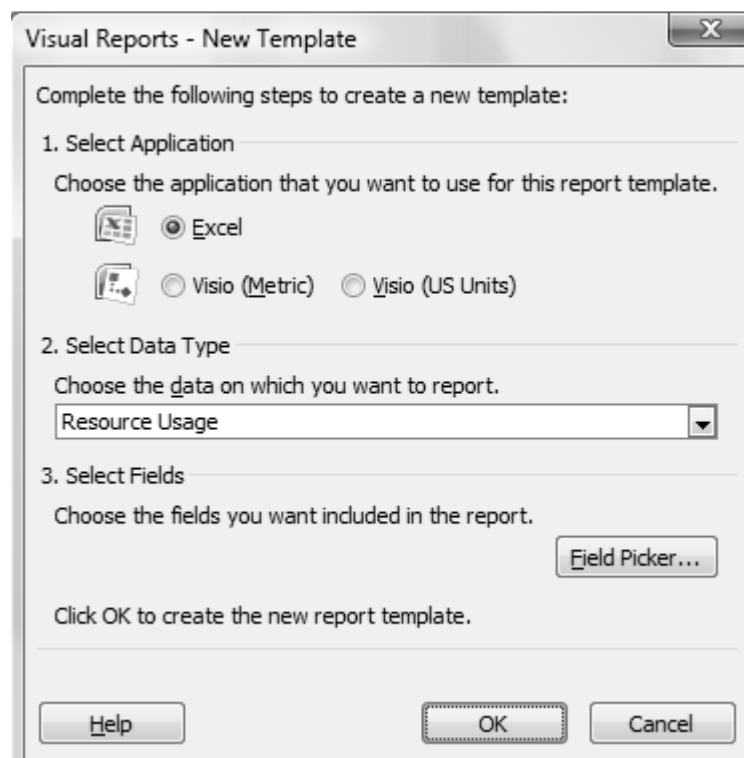 Visual Reports - New Template
Complete the following steps to create a new template:
1. Select Application
Choose the application that you want to use for this report template.
Excel
Visio (Metric) Visio (US Units)
2. Select Data Type
Choose the data on which you want to report.
Resource Usage
3. Select Fields
Choose the fields you want included in the report.
Field Picker...
Click OK to create the new report template.
Help OK Cancel